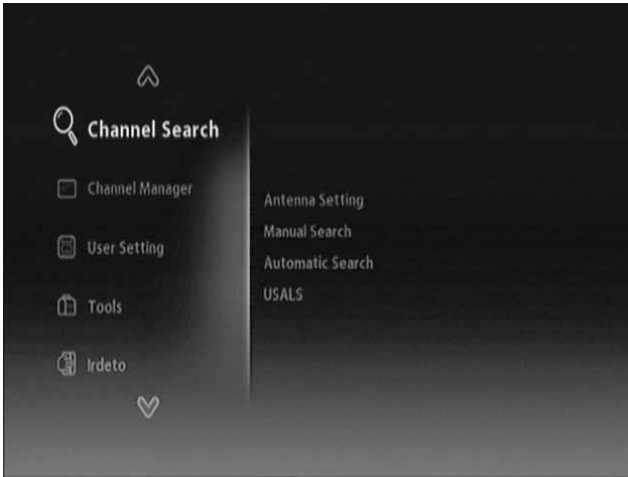 Channel Search
Channel Manager
User Setting
Tools
Irdeto
Antenna Setting
Manual Search
Automatic Search
USALS